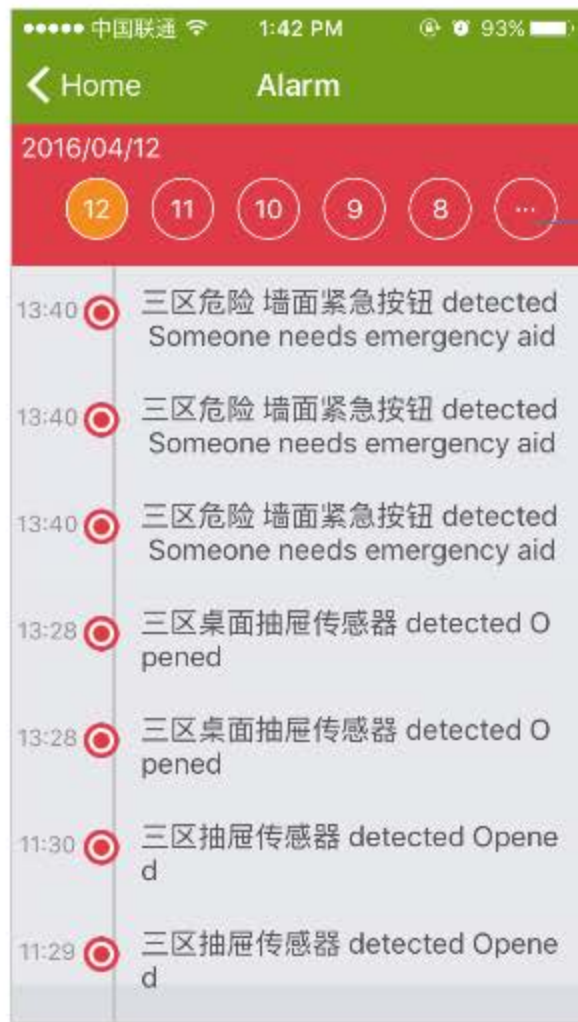 中国联通 1:42 PM 93%
Home Alarm
2016/04/12
12 11 10 9 8 ...
13:40 三区危险 墙面紧急按钮 detected
Someone needs emergency aid
13:40 三区危险 墙面紧急按钮 detected
Someone needs emergency aid
13:40 三区危险 墙面紧急按钮 detected
Someone needs emergency aid
13:28 三区桌面抽屉传感器 detected O
pened
13:28 三区桌面抽屉传感器 detected O
pened
11:30 三区抽屉传感器 detected Opene
d
11:29 三区抽屉传感器 detected Opene
d